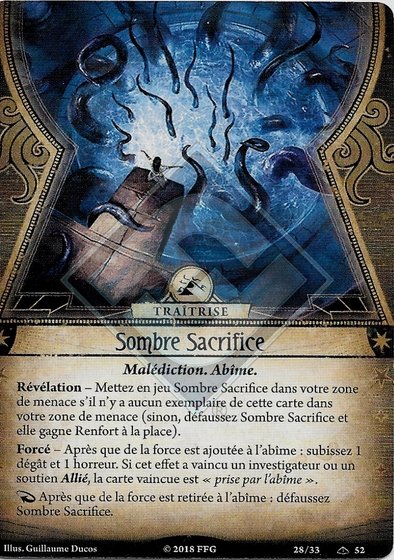 TRAÎTRISE
Sombre Sacrifice
Malédiction. Abîme.
Révélation – Mettez en jeu Sombre Sacrifice dans votre zone
de menace s'il n'y a aucun exemplaire de cette carte dans
votre zone de menace (sinon, défaussez Sombre Sacrifice et
elle gagne Renfort à la place).
Forcé – Après que de la force est ajoutée à l'abîme : subissez 1
dégât et 1 horreur. Si cet effet a vaincu un investigateur ou un
soutien Allié, la carte vaincue est « prise par l'abîme ».
Après que de la force est retirée à l'abîme : défaussez
Sombre Sacrifice.
Illus. Guillaume Ducos © 2018 FFG 28/33 52